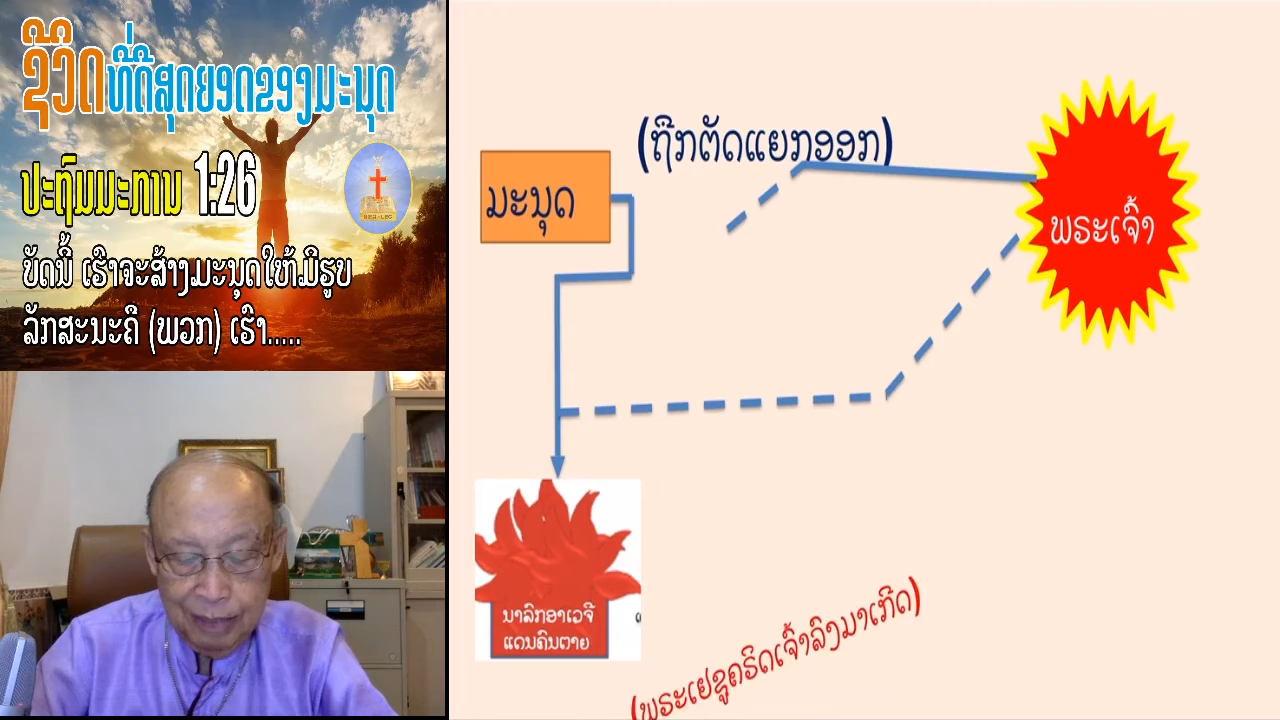 ຊີວິດທີ່ດີສຸດຍອດຂອງມະນຸດ
ປະຖົມມະການ 1:26
ບັດນີ້ ເຮົາຈະສ້າງມະນຸດໃຫ້ມີຮູບ
ລັກສະນະຄື (ພວກ) ເຮົາ.....
(ຖືກຕັດແຍກອອກ)
ມະນຸດ
ພຣະເຈົ້າ
ນາລົກອາເວຈີ
ແດນຄົນຕາຍ
(ພຣະເຢຊູຄຣິດເຈົ້າລົງມາເກີດ)